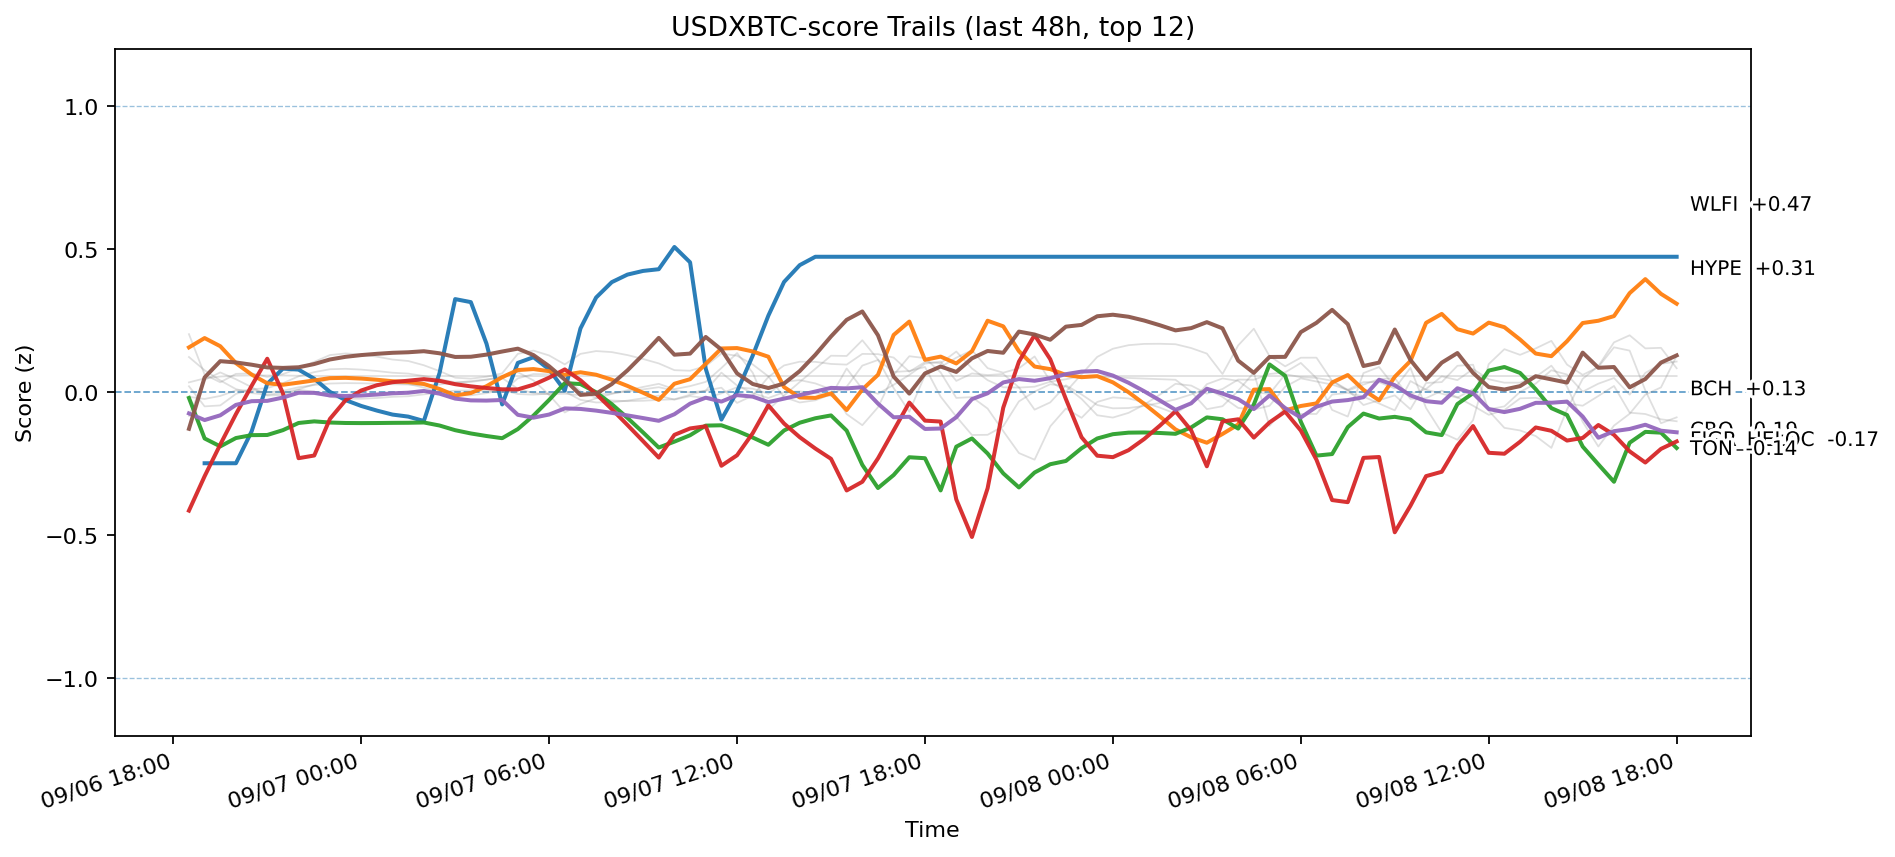 USDXBTC-score Trails (last 48h, top 12)
Score (z)
1.0
0.5
0.0
−0.5
−1.0
WLFI +0.47
HYPE +0.31
BCH +0.13
-0.17
TON -0.14
09/06 18:00
09/07 00:00
09/07 06:00
09/07 12:00
09/07 18:00
09/08 00:00
09/08 06:00
09/08 12:00
09/08 18:00
Time